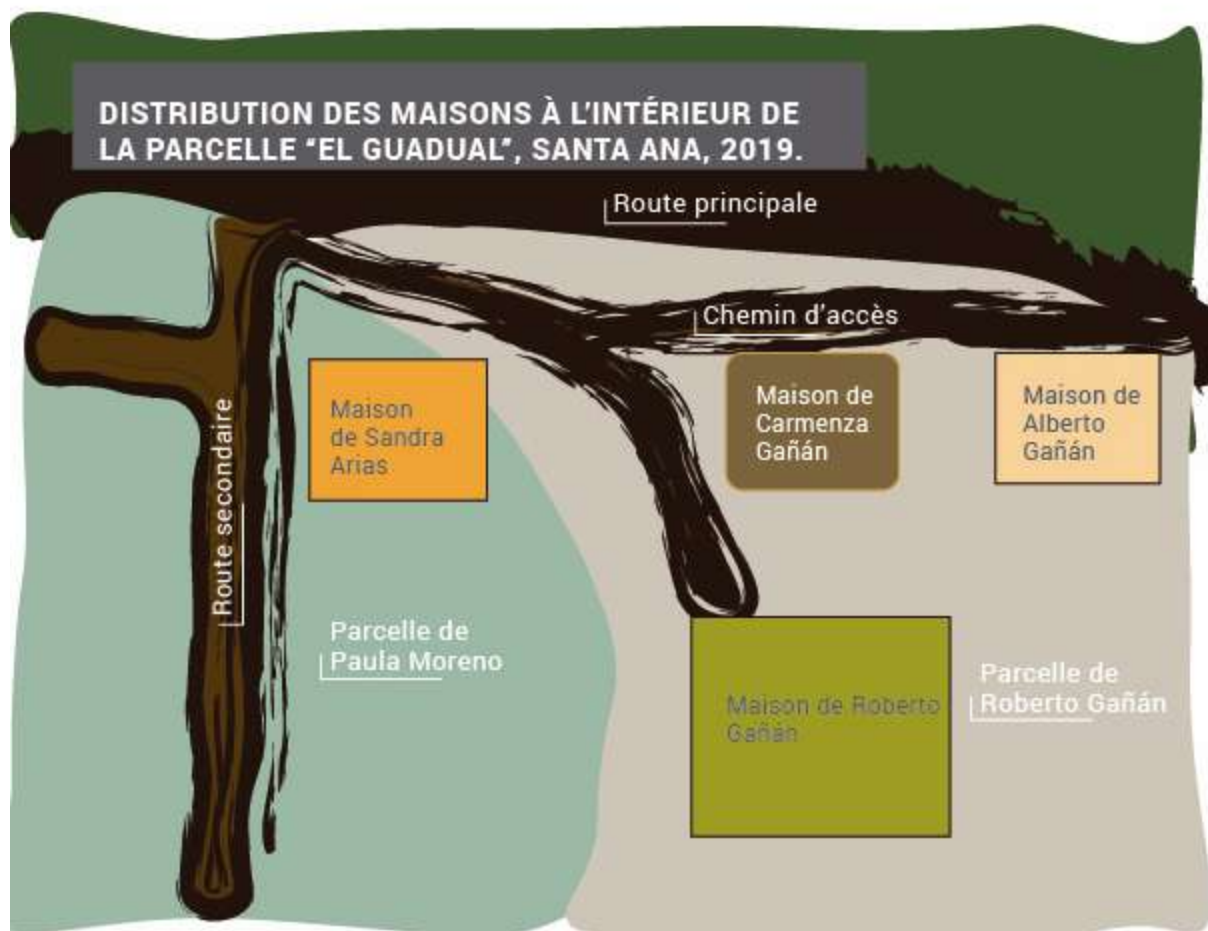 DISTRIBUTION DES MAISONS À L'INTÉRIEUR DE
LA PARCELLE "EL GUADUAL", SANTA ANA, 2019.
Route principale
Chemin d'accès
Maison
de Sandra
Arias
Maison de
Carmenza
Gañán
Maison de
Alberto
Gañán
Route secondaire
Parcelle de
Paula Moreno
Maison de Roberto
Gañán
Parcelle de
Roberto Gañán